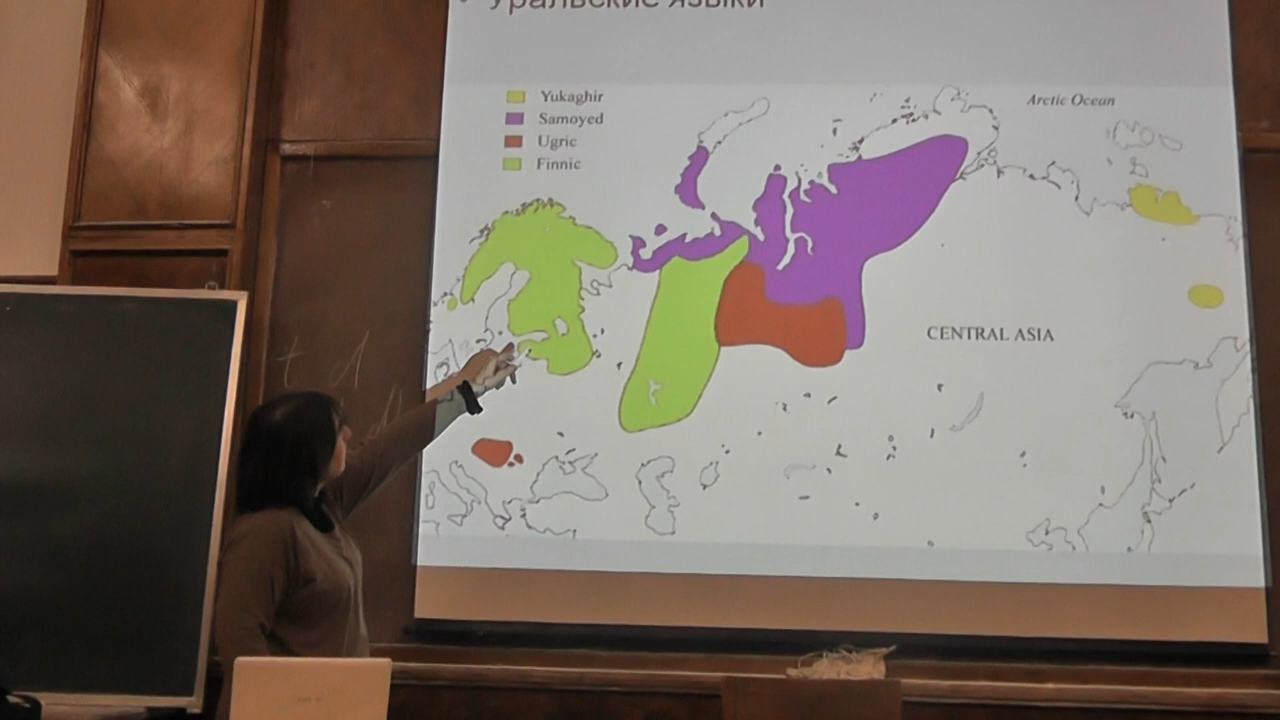 • Уральские языки
Yukaghir
Samoyed
Ugric
Finnic
Arctic Ocean
CENTRAL ASIA
t d